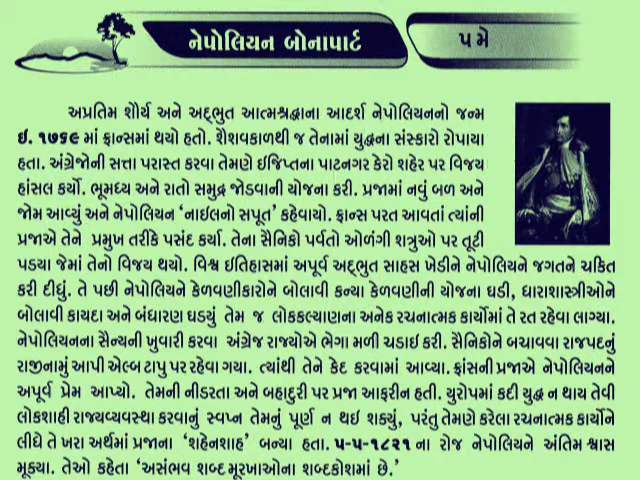 નેપોલિયન બોનાપાર્ટ
૫ મે
અપ્રતિમ શૌર્ય અને અદ્ભુત આત્મશ્રદ્ધાના આદર્શ નેપોલિયનનો જન્મ
ઇ. ૧૭૬૯ માં ફ્રાન્સમાં થયો હતો. શૈશવકાળથી જ તેનામાં યુદ્ધના સંસ્કારો રોપાયા
હતા. અંગ્રેજોની સત્તા પરાસ્ત કરવા તેમણે ઇજિપ્તના પાટનગર કેરો શહેર પર વિજય
હાંસલ કર્યો. ભૂમધ્ય અને રાતો સમુદ્ર જોડવાની યોજના કરી. પ્રજામાં નવું બળ અને
જોમ આવ્યું અને નેપોલિયન ‘નાઇલનો સપૂત’ કહેવાયો. ફ્રાન્સ પરત આવતાં ત્યાંની
પ્રજાએ તેને પ્રમુખ તરીકે પસંદ કર્યા. તેના સૈનિકો પર્વતો ઓળંગી શત્રુઓ પર તૂટી
પડયા જેમાં તેનો વિજય થયો. વિશ્વ ઇતિહાસમાં અપૂર્વ અદ્ભુત સાહસ ખેડીને નેપોલિયને જગતને ચકિત
કરી દીધું. તે પછી નેપોલિયને કેળવણીકારોને બોલાવી કન્યા કેળવણીની યોજના ઘડી, ધારાશાસ્ત્રીઓને
બોલાવી કાયદા અને બંધારણ ઘડયું તેમ જ લોકકલ્યાણના અનેક રચનાત્મક કાર્યોમાં તે રત રહેવા લાગ્યા.
નેપોલિયનના સૈન્યની ખુવારી કરવા અંગ્રેજ રાજ્યોએ ભેગા મળી ચડાઇ કરી. સૈનિકોને બચાવવા રાજપદનું
રાજીનામું આપી એલ્બ ટાપુ પર રહેવા ગયા. ત્યાંથી તેને કેદ કરવામાં આવ્યા. ફ્રાંસની પ્રજાએ નેપોલિયનને
અપૂર્વ પ્રેમ આપ્યો. તેમની નીડરતા અને બહાદુરી પર પ્રજા આફરીન હતી. યુરોપમાં કદી યુદ્ધ ન થાય તેવી
લોકશાહી રાજ્યવ્યવસ્થા કરવાનું સ્વપ્ન તેમનું પૂર્ણ ન થઇ શક્યું, પરંતુ તેમણે કરેલા રચનાત્મક કાર્યોને
લીધે તે ખરા અર્થમાં પ્રજાના ‘શહેનશાહ’ બન્યા હતા. ૫-૫-૧૮૨૧ ના રોજ નેપોલિયને અંતિમ શ્વાસ
મૂક્યા. તેઓ કહેતા ‘અસંભવ શબ્દ મૂરખાઓના શબ્દકોશમાં છે.’